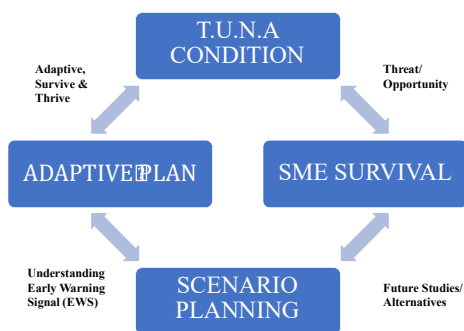 T.U.N.A
CONDITION
Adaptive,
Survive &
Thrive
Threat/
Opportunity
ADAPTIVE PLAN
SME SURVIVAL
Understanding
Early Warning
Signal (EWS)
SCENARIO
PLANNING
Future Studies/
Alternatives